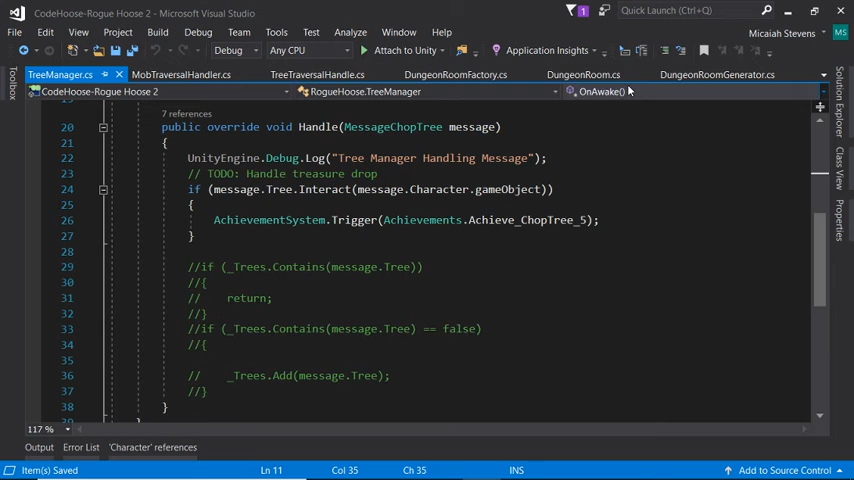 CodeHoose-Rogue Hoose 2 - Microsoft Visual Studio
1
Quick Launch (Ctrl+Q)
File Edit View Project Build Debug Team Tools Test Analyze Window Help
Micaiah Stevens MS
Debug Any CPU Attach to Unity Application Insights
TreeManager.cs MobTraversalHandler.cs TreeTraversalHandle.cs DungeonRoomFactory.cs DungeonRoom.cs DungeonRoomGenerator.cs
CodeHoose-Rogue Hoose 2 RogueHoose.TreeManager OnAwake()
Toolbox
Solution Explorer
Class View
Properties
7 references
20 public override void Handle(MessageChopTree message)
21 {
22 UnityEngine.Debug.Log("Tree Manager Handling Message");
23 // TODO: Handle treasure drop
24 if (message.Tree.Interact(message.Character.gameObject))
25 {
26 AchievementSystem.Trigger(Achievements.Achieve_ChopTree_5);
27 }
28
29 //if (_Trees.Contains(message.Tree))
30 //{
31 // return;
32 //}
33 //if (_Trees.Contains(message.Tree) == false)
34 //{
35
36 // _Trees.Add(message.Tree);
37 //}
38 }
117 %
Output Error List 'Character' references
Item(s) Saved Ln 11 Col 35 Ch 35 INS Add to Source Control